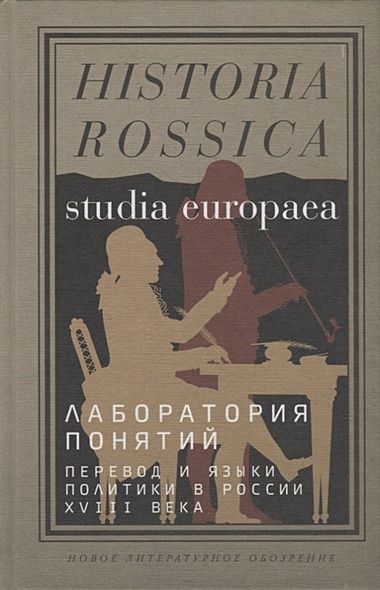 HISTORIA
ROSSICA
studia europaea
ЛАБОРАТОРИЯ
ПОНЯТИЙ
ПЕРЕВОД И ЯЗЫКИ
ПОЛИТИКИ В РОССИИ
XVIII ВЕКА
НОВОЕ ЛИТЕРАТУРНОЕ ОБОЗРЕНИЕ